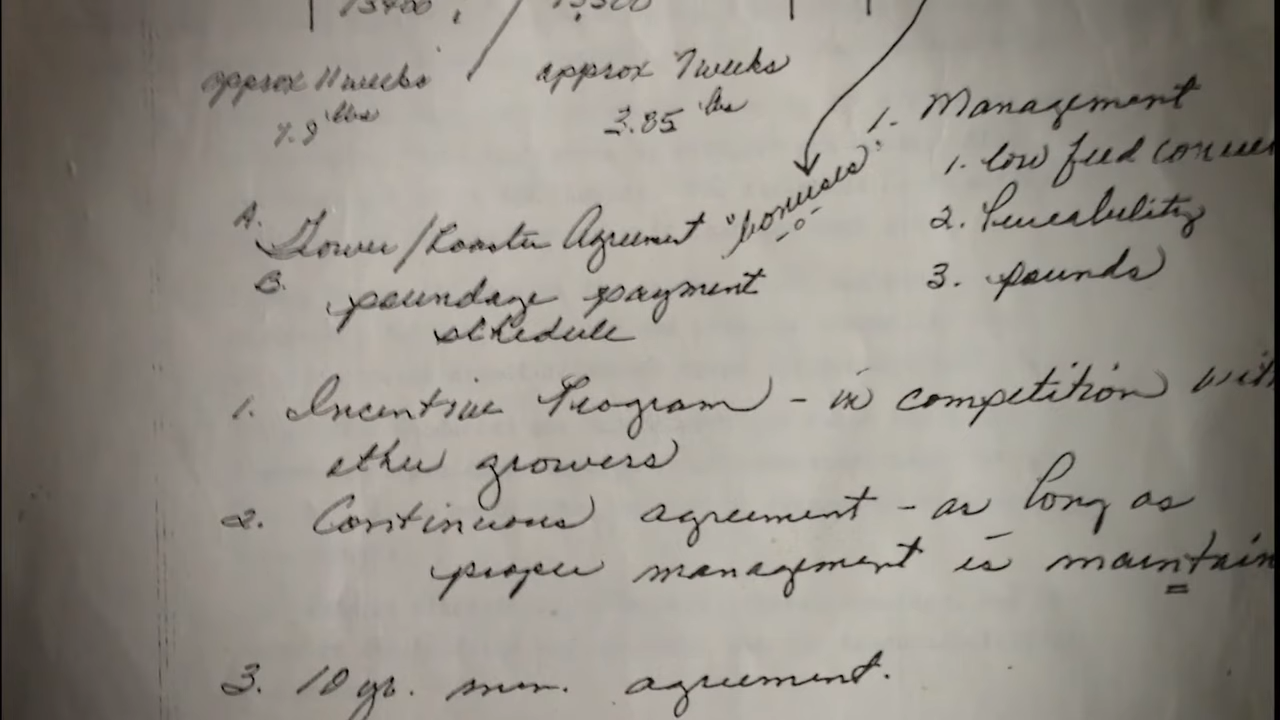 approx 11 weeks approx 7 weeks
7.8 lbs 3.85 lbs
1. Management
1. low feed
2. Liveability
3. pounds
A. Grower/Roaster Agreement "bonuses"
B. poundage payment
schedule
1. Incentive Program - in competition with
other growers
2. Continuous agreement - as long as
proper management is maintain
3. 10 yr. min. agreement.